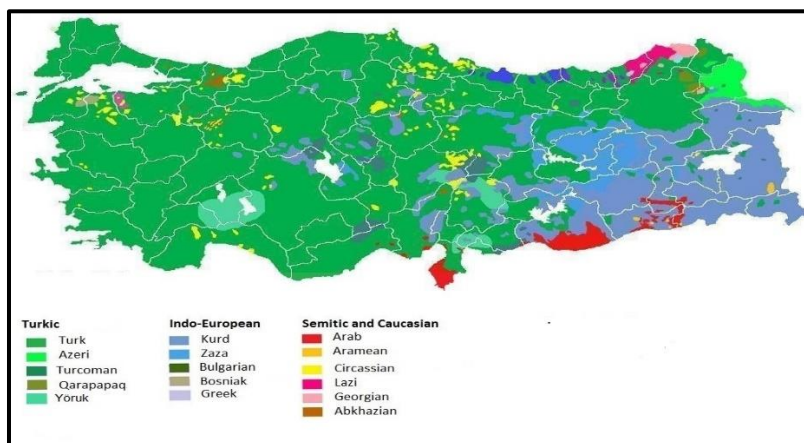 Turkic
Turk
Azeri
Turcoman
Qarapapaq
Yöruk
Indo-European
Kurd
Zaza
Bulgarian
Bosniak
Greek
Semitic and Caucasian
Arab
Aramean
Circassian
Lazi
Georgian
Abkhazian